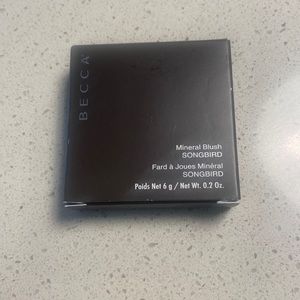 BECCA
Mineral Blush
SONGBIRD
Fard à Joues Minéral
SONGBIRD
Poids Net 6 g / Net Wt. 0.2 Oz.